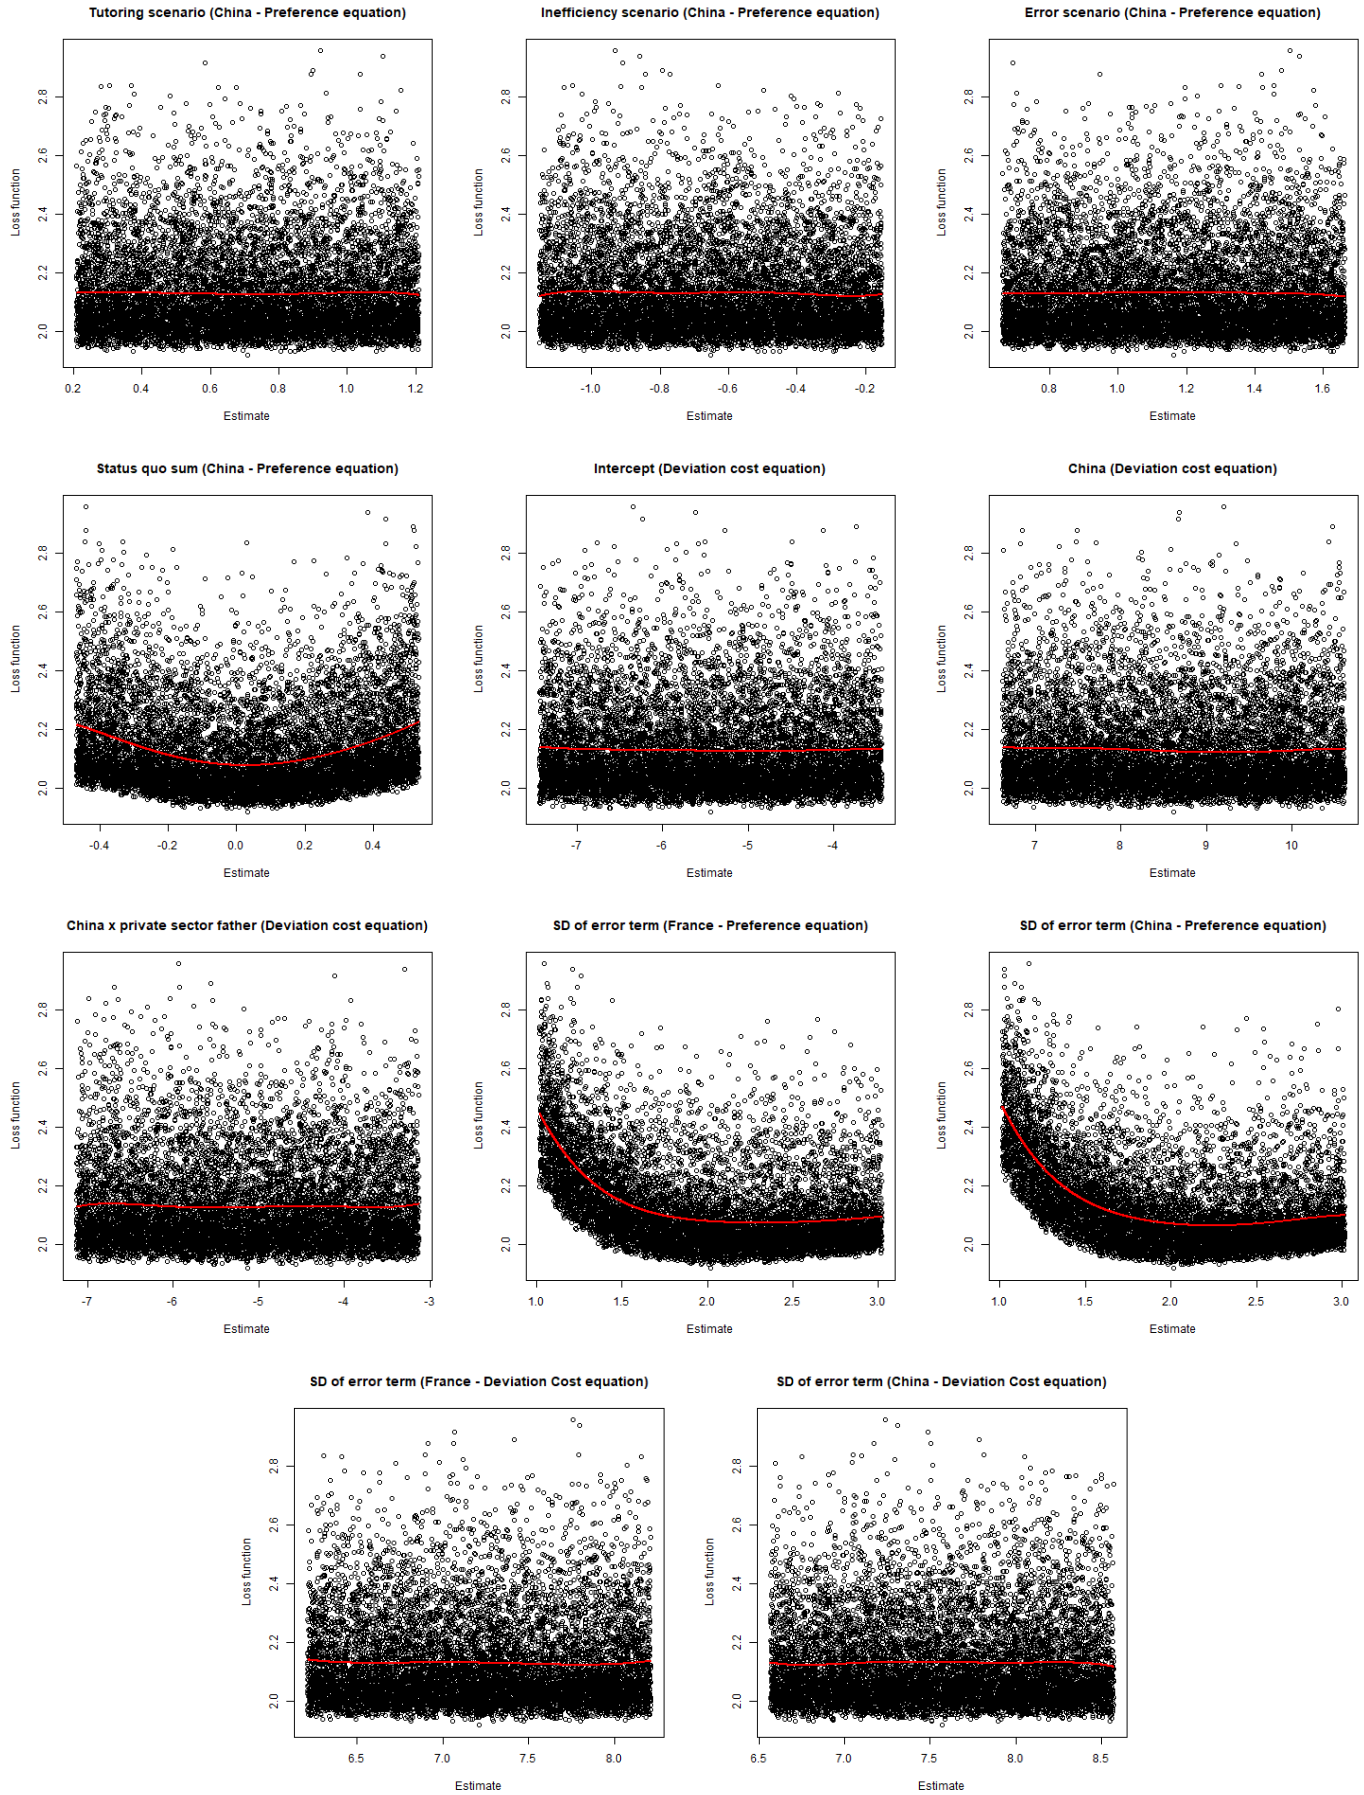 Tutoring scenario (China - Preference equation)
Loss function
2.0 2.2 2.4 2.6 2.8
0.2 0.4 0.6 0.8 1.0 1.2
Estimate
Inefficiency scenario (China - Preference equation)
Loss function
2.0 2.2 2.4 2.6 2.8
-1.0 -0.8 -0.6 -0.4 -0.2
Estimate
Error scenario (China - Preference equation)
Loss function
2.0 2.2 2.4 2.6 2.8
0.8 1.0 1.2 1.4 1.6
Estimate
Status quo sum (China - Preference equation)
Loss function
2.0 2.2 2.4 2.6 2.8
-0.4 -0.2 0.0 0.2 0.4
Estimate
Intercept (Deviation cost equation)
Loss function
2.0 2.2 2.4 2.6 2.8
-7 -6 -5 -4
Estimate
China (Deviation cost equation)
Loss function
2.0 2.2 2.4 2.6 2.8
7 8 9 10
Estimate
China x private sector father (Deviation cost equation)
Loss function
2.0 2.2 2.4 2.6 2.8
-7 -6 -5 -4 -3
Estimate
SD of error term (France - Preference equation)
Loss function
2.0 2.2 2.4 2.6 2.8
1.0 1.5 2.0 2.5 3.0
Estimate
SD of error term (China - Preference equation)
Loss function
2.0 2.2 2.4 2.6 2.8
1.0 1.5 2.0 2.5 3.0
Estimate
SD of error term (France - Deviation Cost equation)
Loss function
2.0 2.2 2.4 2.6 2.8
6.5 7.0 7.5 8.0
Estimate
SD of error term (China - Deviation Cost equation)
Loss function
2.0 2.2 2.4 2.6 2.8
6.5 7.0 7.5 8.0 8.5
Estimate